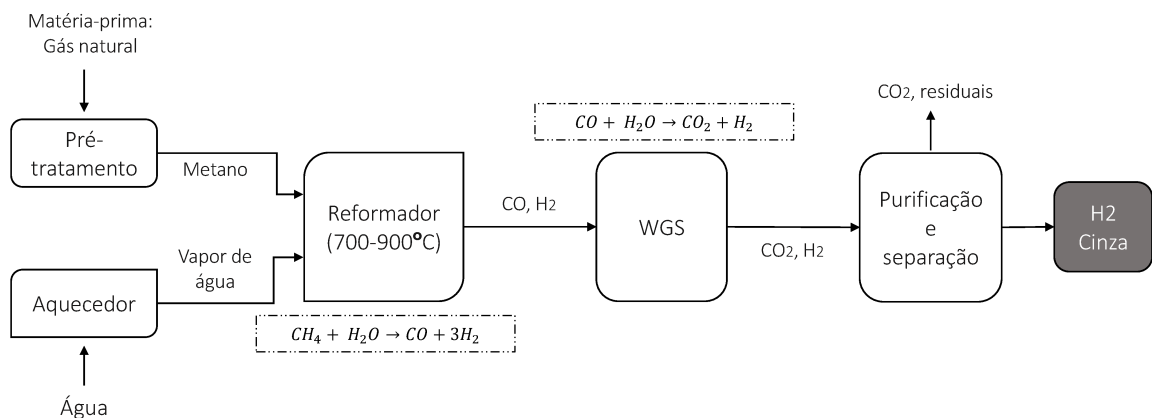 Matéria-prima:
Gás natural
Pré-
tratamento
Metano
Vapor de
água
Aquecedor
Água
Reformador
(700-900ºC)
CH₄ + H₂O → CO + 3H₂
CO, H2
CO + H₂O → CO₂ + H₂
WGS
CO2, H2
CO2, residuais
Purificação
e
separação
H2
Cinza